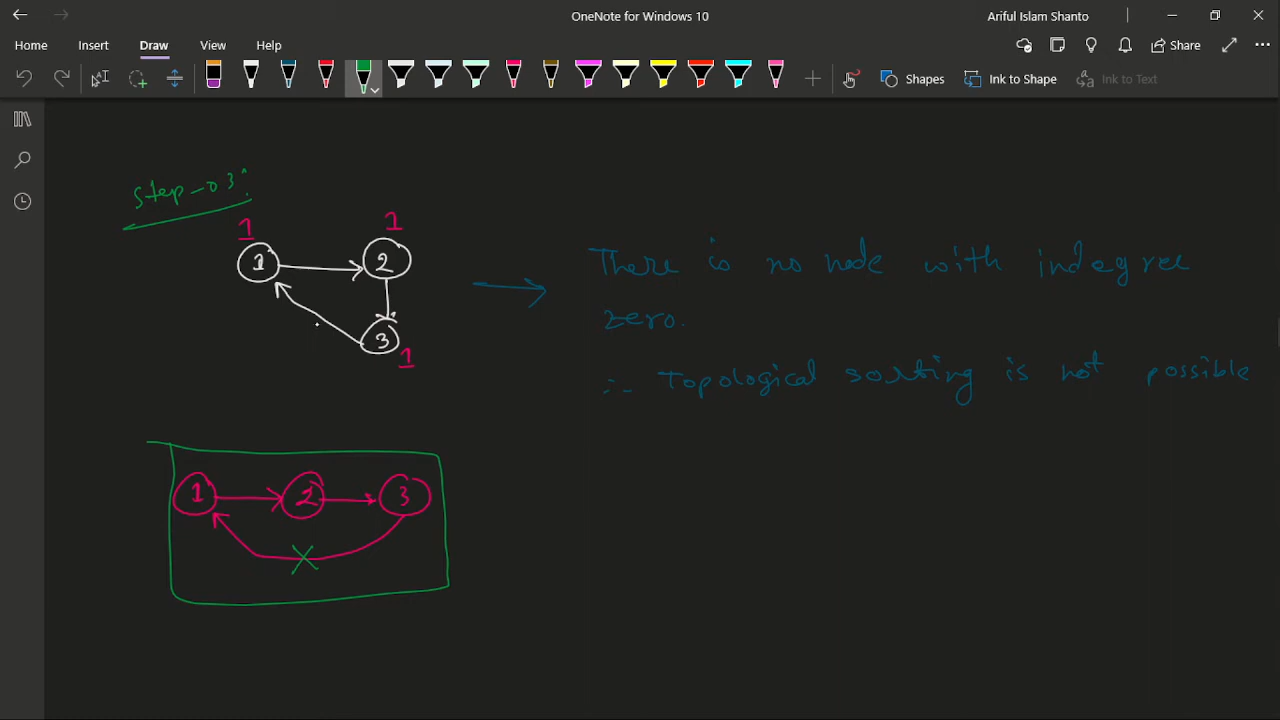 OneNote for Windows 10
Ariful Islam Shanto
Home
Insert
Draw
View
Help
Share
Shapes
Ink to Shape
Ink to Text
Step-03:
1
1
1
2
3
1
There is no node with indegree
zero.
∴ Topological sorting is not possible
1
2
3